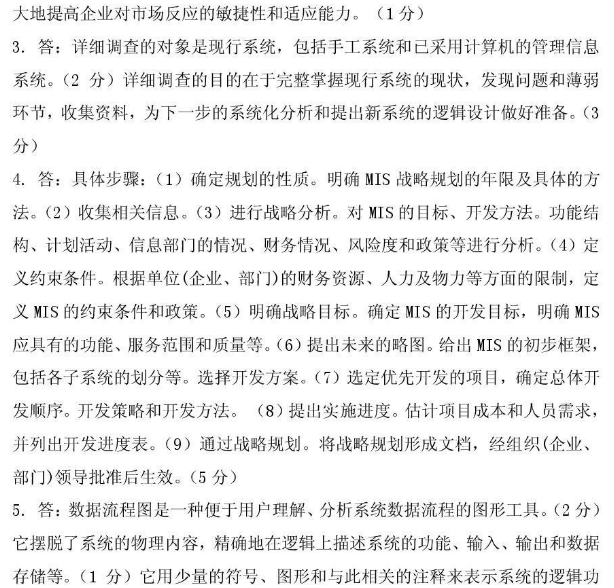 大地提高企业对市场反应的敏捷性和适应能力。（1分）
3. 答：详细调查的对象是现行系统，包括手工系统和已采用计算机的管理信息
系统。（2 分）详细调查的目的在于完整掌握现行系统的现状，发现问题和薄弱
环节，收集资料，为下一步的系统化分析和提出新系统的逻辑设计做好准备。（3
分）
4. 答：具体步骤：（1）确定规划的性质。明确 MIS 战略规划的年限及具体的方
法。（2）收集相关信息。（3）进行战略分析。对 MIS 的目标、开发方法。功能结
构、计划活动、信息部门的情况、财务情况、风险度和政策等进行分析。（4）定
义约束条件。根据单位(企业、部门)的财务资源、人力及物力等方面的限制，定
义 MIS 的约束条件和政策。（5）明确战略目标。确定 MIS 的开发目标，明确 MIS
应具有的功能、服务范围和质量等。（6）提出未来的略图。给出 MIS 的初步框架，
包括各子系统的划分等。选择开发方案。（7）选定优先开发的项目，确定总体开
发顺序。开发策略和开发方法。 （8）提出实施进度。估计项目成本和人员需求，
并列出开发进度表。（9）通过战略规划。将战略规划形成文档，经组织(企业、
部门)领导批准后生效。（5 分）
5. 答：数据流程图是一种便于用户理解、分析系统数据流程的图形工具。（2 分）
它摆脱了系统的物理内容，精确地在逻辑上描述系统的功能、输入、输出和数据
存储等。（1 分）它用少量的符号、图形和与此相关的注释来表示系统的逻辑功